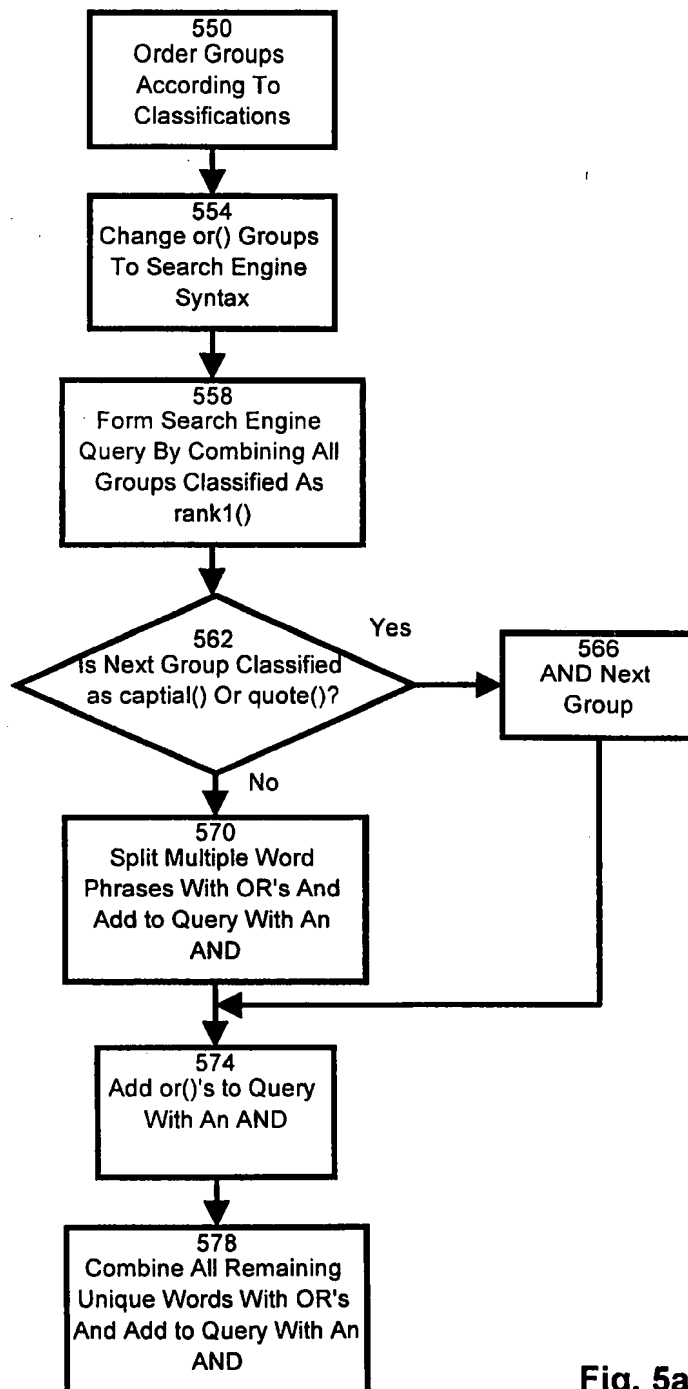 550
Order Groups
According To
Classifications
554
Change or() Groups
To Search Engine
Syntax
558
Form Search Engine
Query By Combining All
Groups Classified As
rank1()
562
Is Next Group Classified
as captial() Or quote()?
Yes
566
AND Next
Group
No
570
Split Multiple Word
Phrases With OR's And
Add to Query With An
AND
574
Add or()'s to Query
With An AND
578
Combine All Remaining
Unique Words With OR's
And Add to Query With An
AND
Fig. 5a